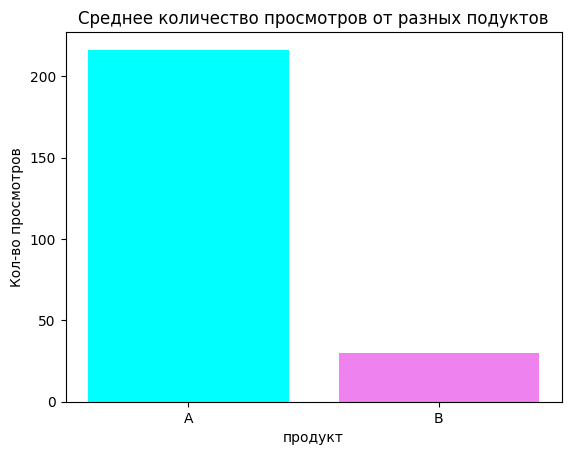 Среднее количество просмотров от разных подуктов
Кол-во просмотров
200
150
100
50
0
A
B
продукт